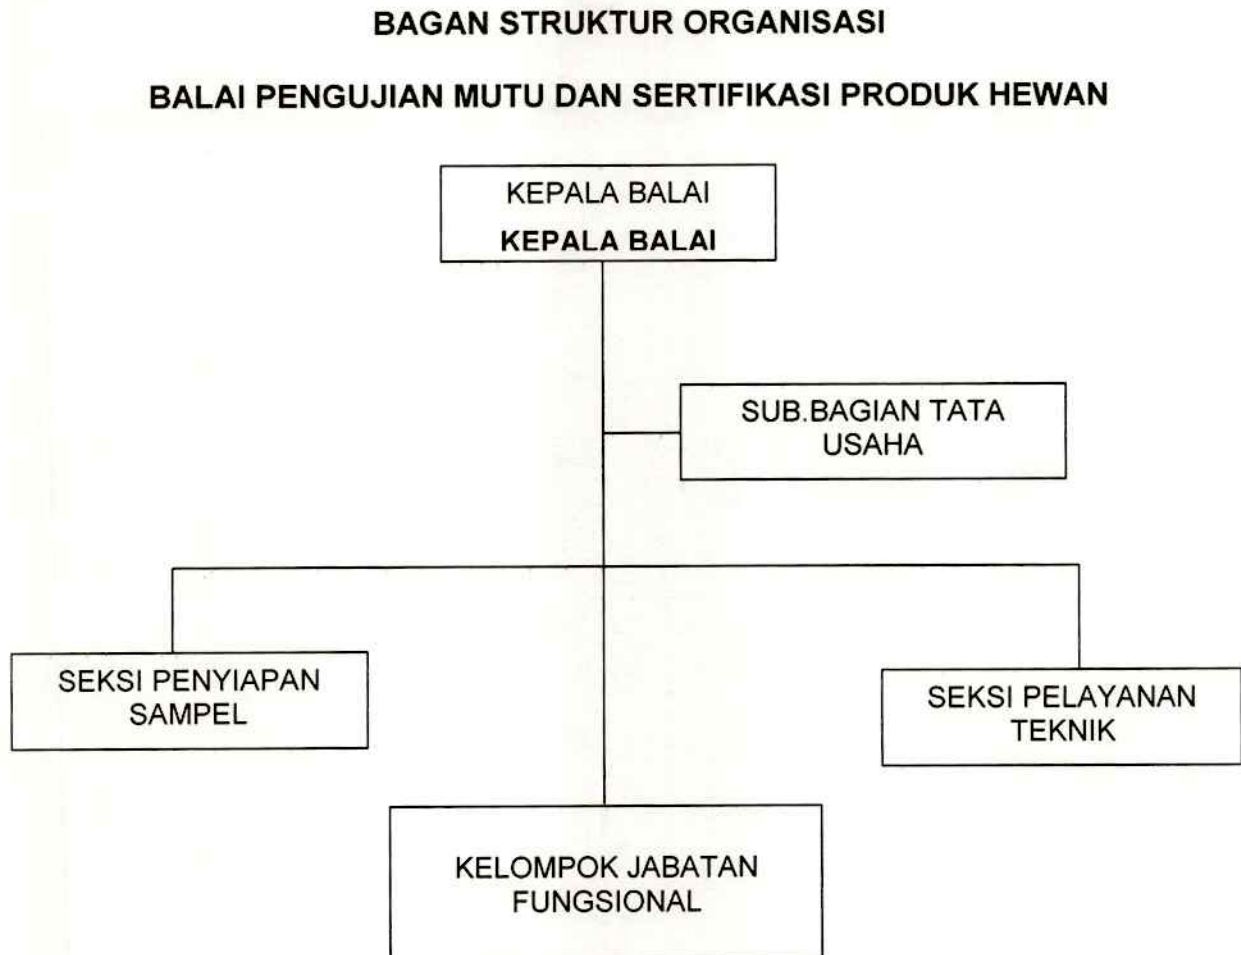 BAGAN STRUKTUR ORGANISASI
BALAI PENGUJIAN MUTU DAN SERTIFIKASI PRODUK HEWAN
KEPALA BALAI
KEPALA BALAI
SUB.BAGIAN TATA
USAHA
SEKSI PENYIAPAN
SAMPEL
SEKSI PELAYANAN
TEKNIK
KELOMPOK JABATAN
FUNGSIONAL